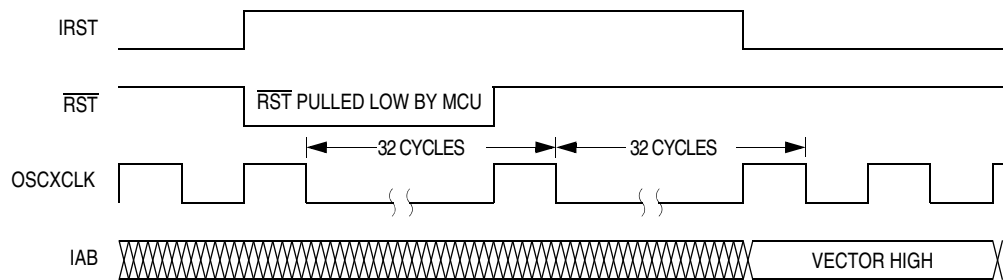 IRST
RST
RST PULLED LOW BY MCU
32 CYCLES
32 CYCLES
OSCXCLK
IAB
VECTOR HIGH